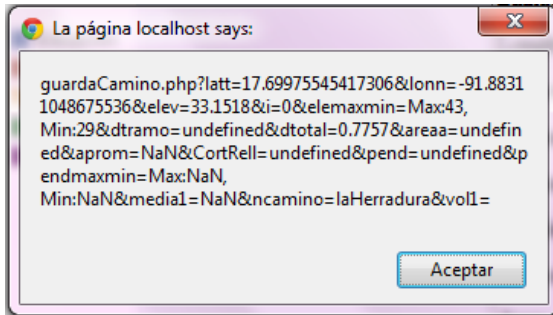 La página localhost says:
guardaCamino.php?latt=17.69975545417306&lonn=-91.8831
1048675536&elev=33.1518&i=0&elemaxmin=Max:43,
Min:29&dtramo=undefined&dtotal=0.7757&areaa=undefin
ed&aprom=NaN&CortRell=undefined&pend=undefined&p
endmaxmin=Max:NaN,
Min:NaN&media1=NaN&ncamino=laHerradura&vol1=
Aceptar